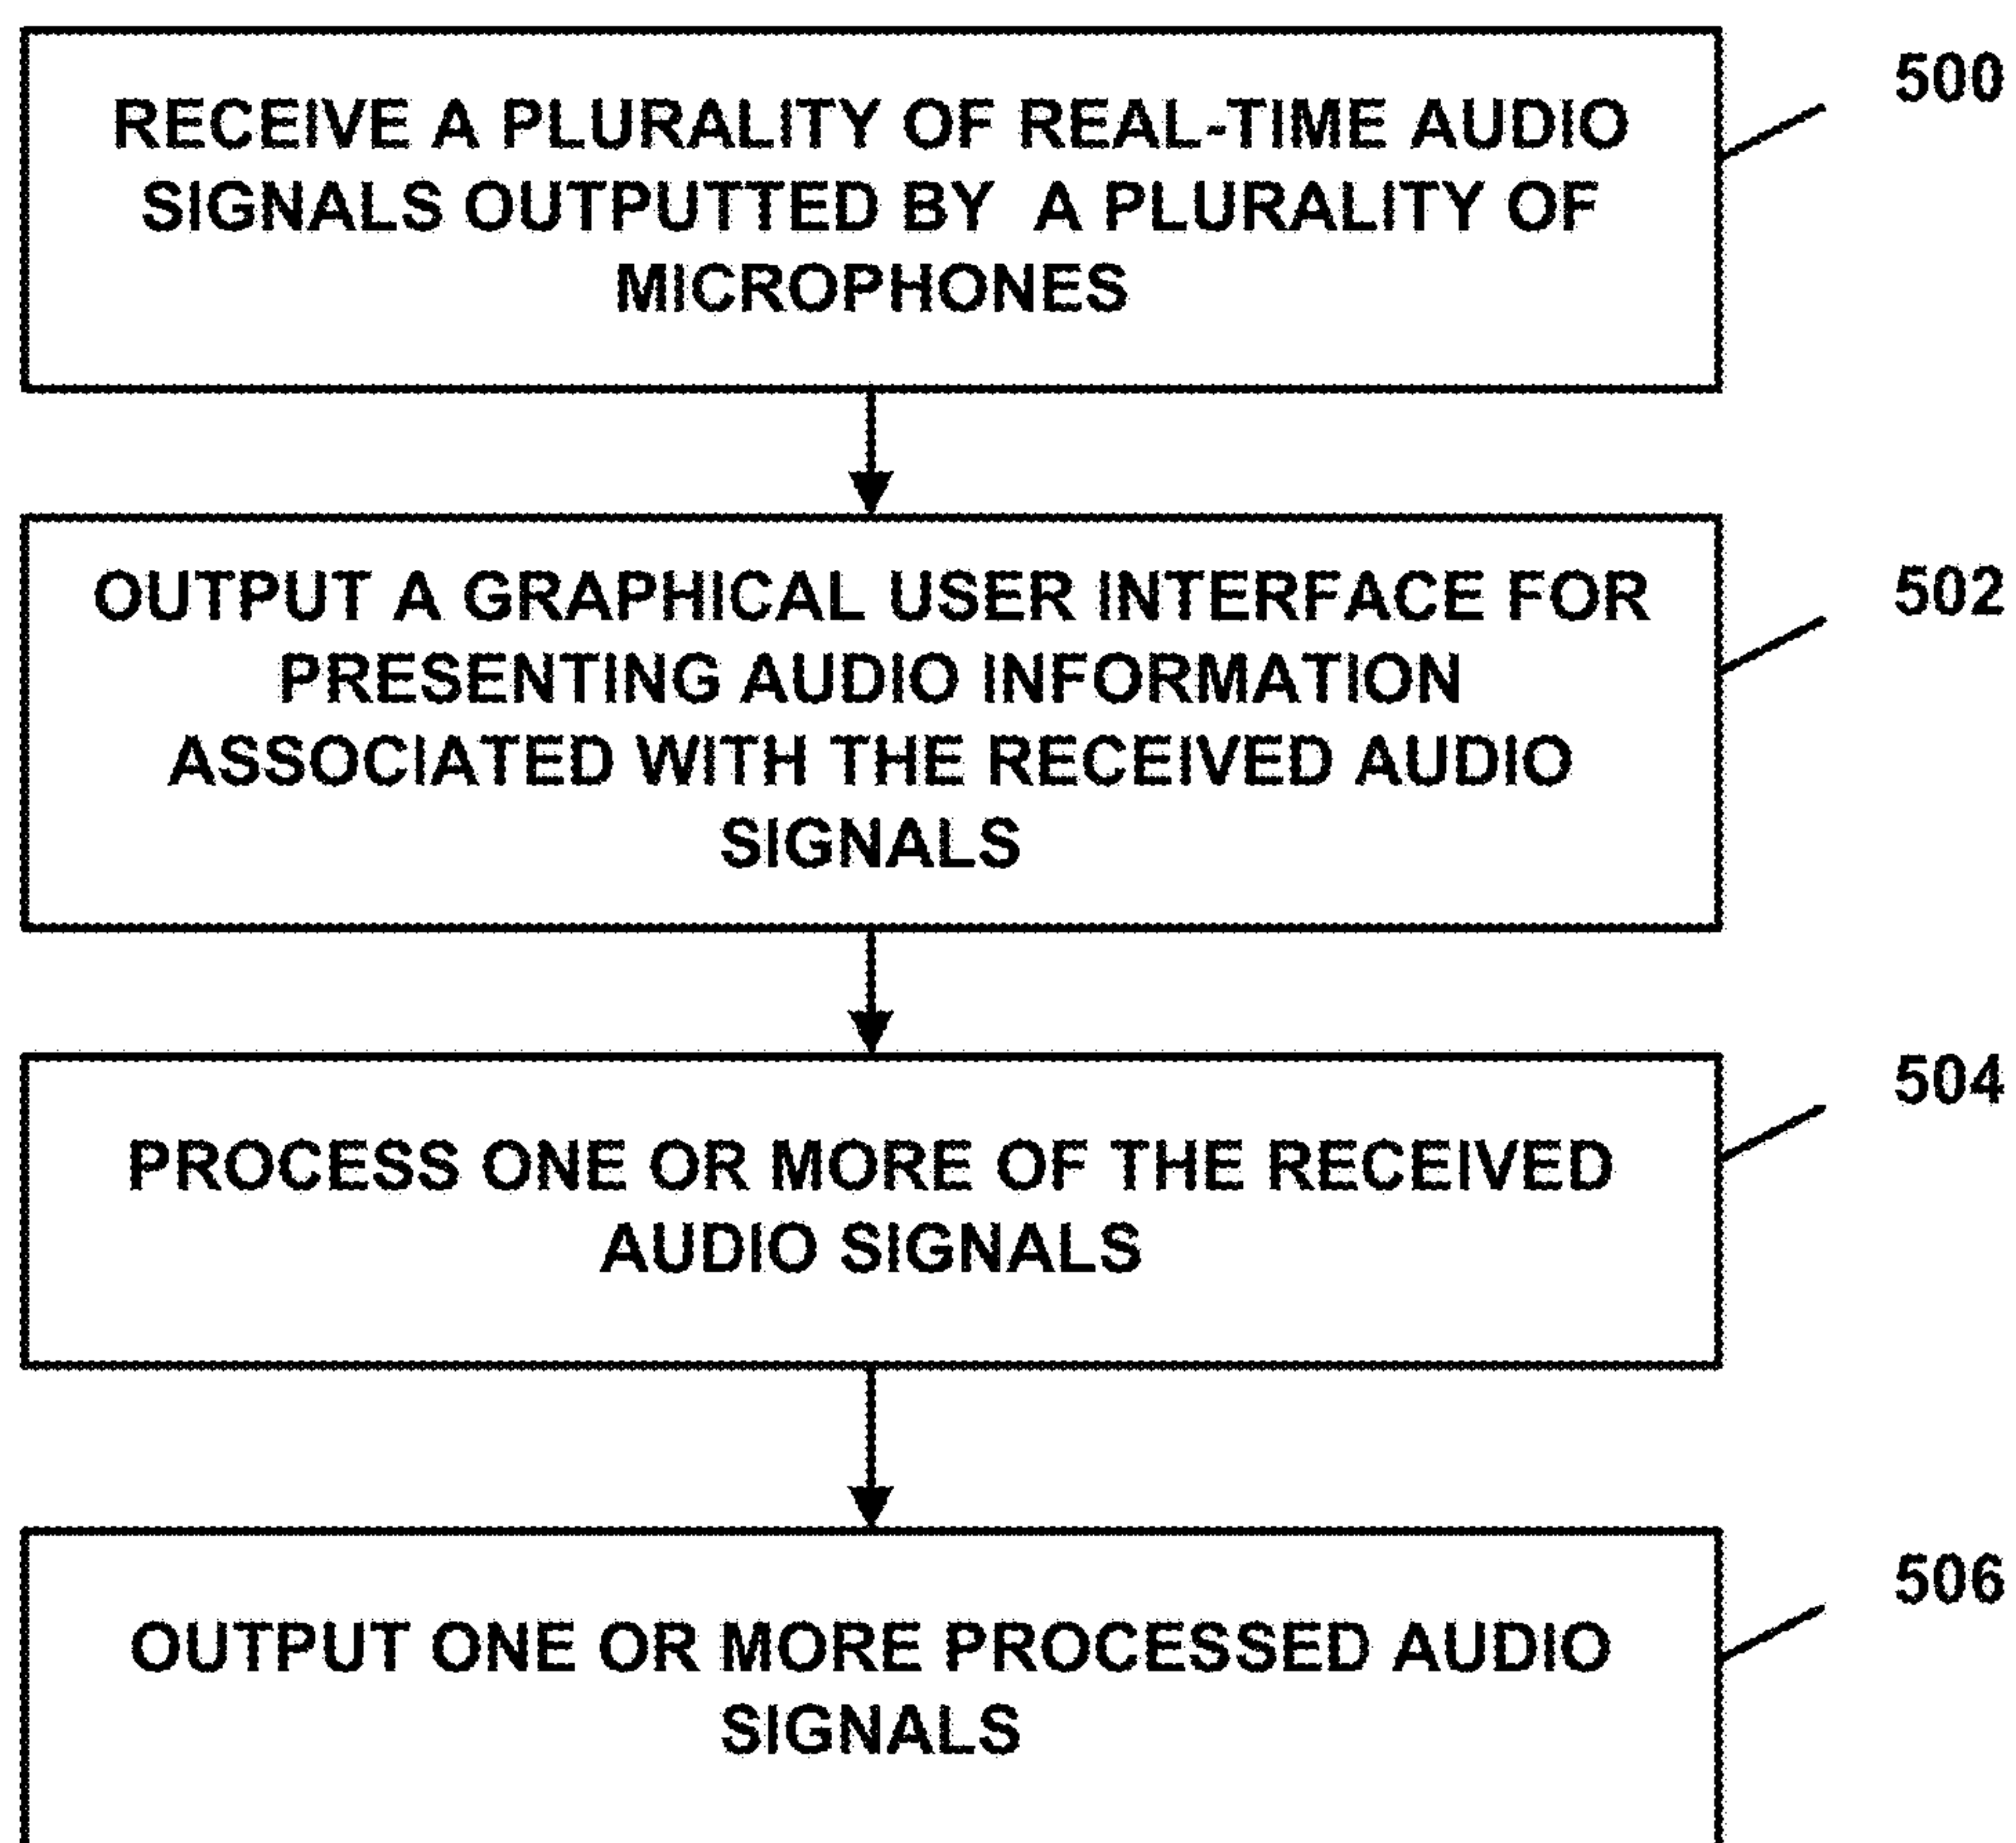 RECEIVE A PLURALITY OF REAL-TIME AUDIO
SIGNALS OUTPUTTED BY A PLURALITY OF
MICROPHONES
500
OUTPUT A GRAPHICAL USER INTERFACE FOR
PRESENTING AUDIO INFORMATION
ASSOCIATED WITH THE RECEIVED AUDIO
SIGNALS
502
PROCESS ONE OR MORE OF THE RECEIVED
AUDIO SIGNALS
504
OUTPUT ONE OR MORE PROCESSED AUDIO
SIGNALS
506